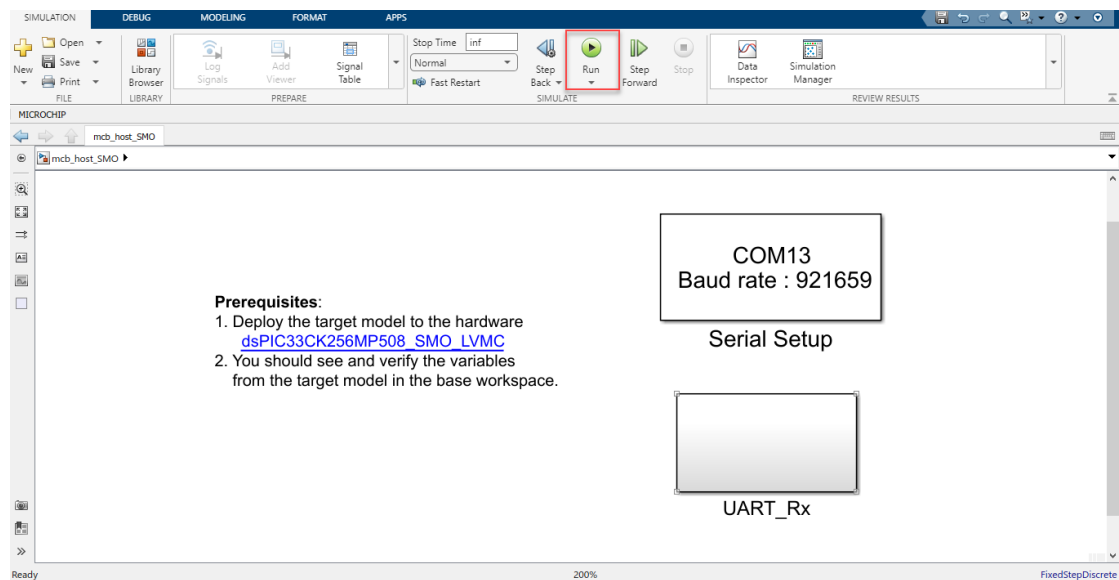 SIMULATION DEBUG MODELING FORMAT APPS
New
Open
Save
Print
FILE
Library Browser
LIBRARY
Log Signals
Add Viewer
Signal Table
PREPARE
Stop Time inf
Normal
Fast Restart
Step Back
Run
Step Forward
Stop
SIMULATE
Data Inspector
Simulation Manager
REVIEW RESULTS
MICROCHIP
mcb_host_SMO
mcb_host_SMO
Prerequisites:
1. Deploy the target model to the hardware
dsPIC33CK256MP508_SMO_LVMC
2. You should see and verify the variables
from the target model in the base workspace.
COM13
Baud rate : 921659
Serial Setup
UART_Rx
Ready 200% FixedStepDiscrete